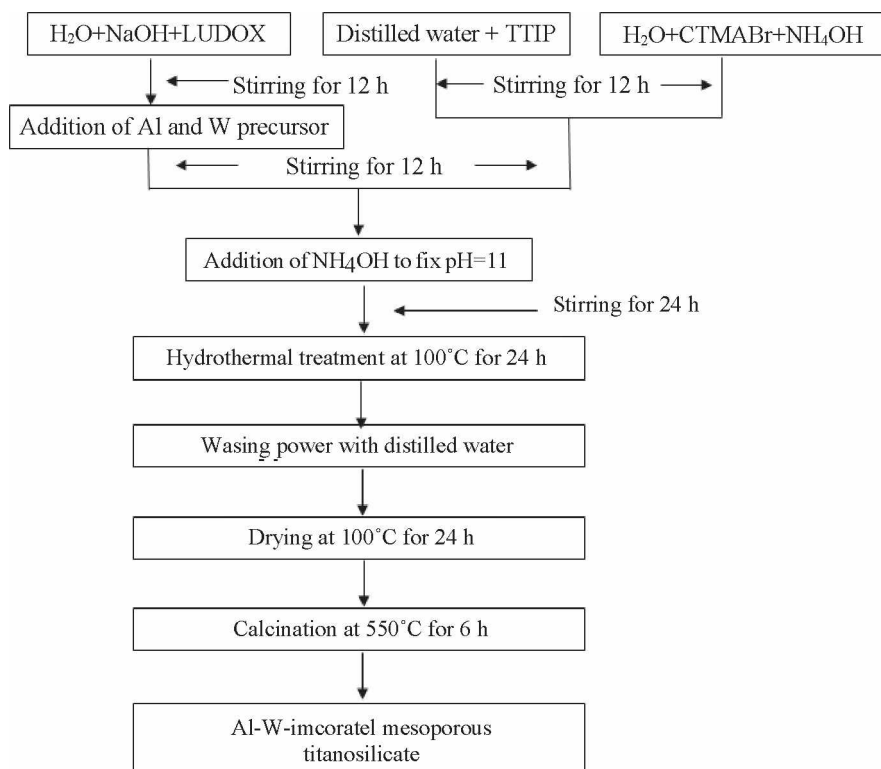 H₂O+NaOH+LUDOX
Distilled water + TTIP
H₂O+CTMABr+NH₄OH
Stirring for 12 h
Stirring for 12 h
Addition of Al and W precursor
Stirring for 12 h
Addition of NH₄OH to fix pH=11
Stirring for 24 h
Hydrothermal treatment at 100˚C for 24 h
Wasing power with distilled water
Drying at 100˚C for 24 h
Calcination at 550˚C for 6 h
Al-W-imcoratel mesoporous
titanosilicate